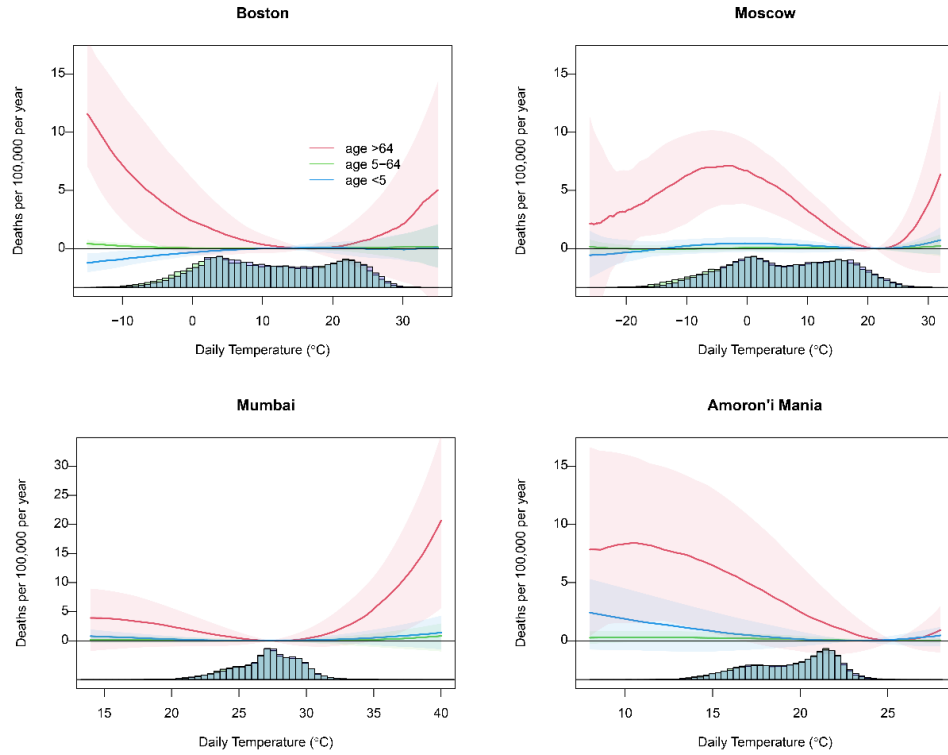 Boston
Deaths per 100,000 per year
15
10
5
0
age >64
age 5−64
age <5
−10 0 10 20 30
Daily Temperature (°C)
Moscow
Deaths per 100,000 per year
15
10
5
0
−20 −10 0 10 20 30
Daily Temperature (°C)
Mumbai
Deaths per 100,000 per year
30
25
20
15
10
5
0
15 20 25 30 35 40
Daily Temperature (°C)
Amoron'i Mania
Deaths per 100,000 per year
15
10
5
0
10 15 20 25
Daily Temperature (°C)